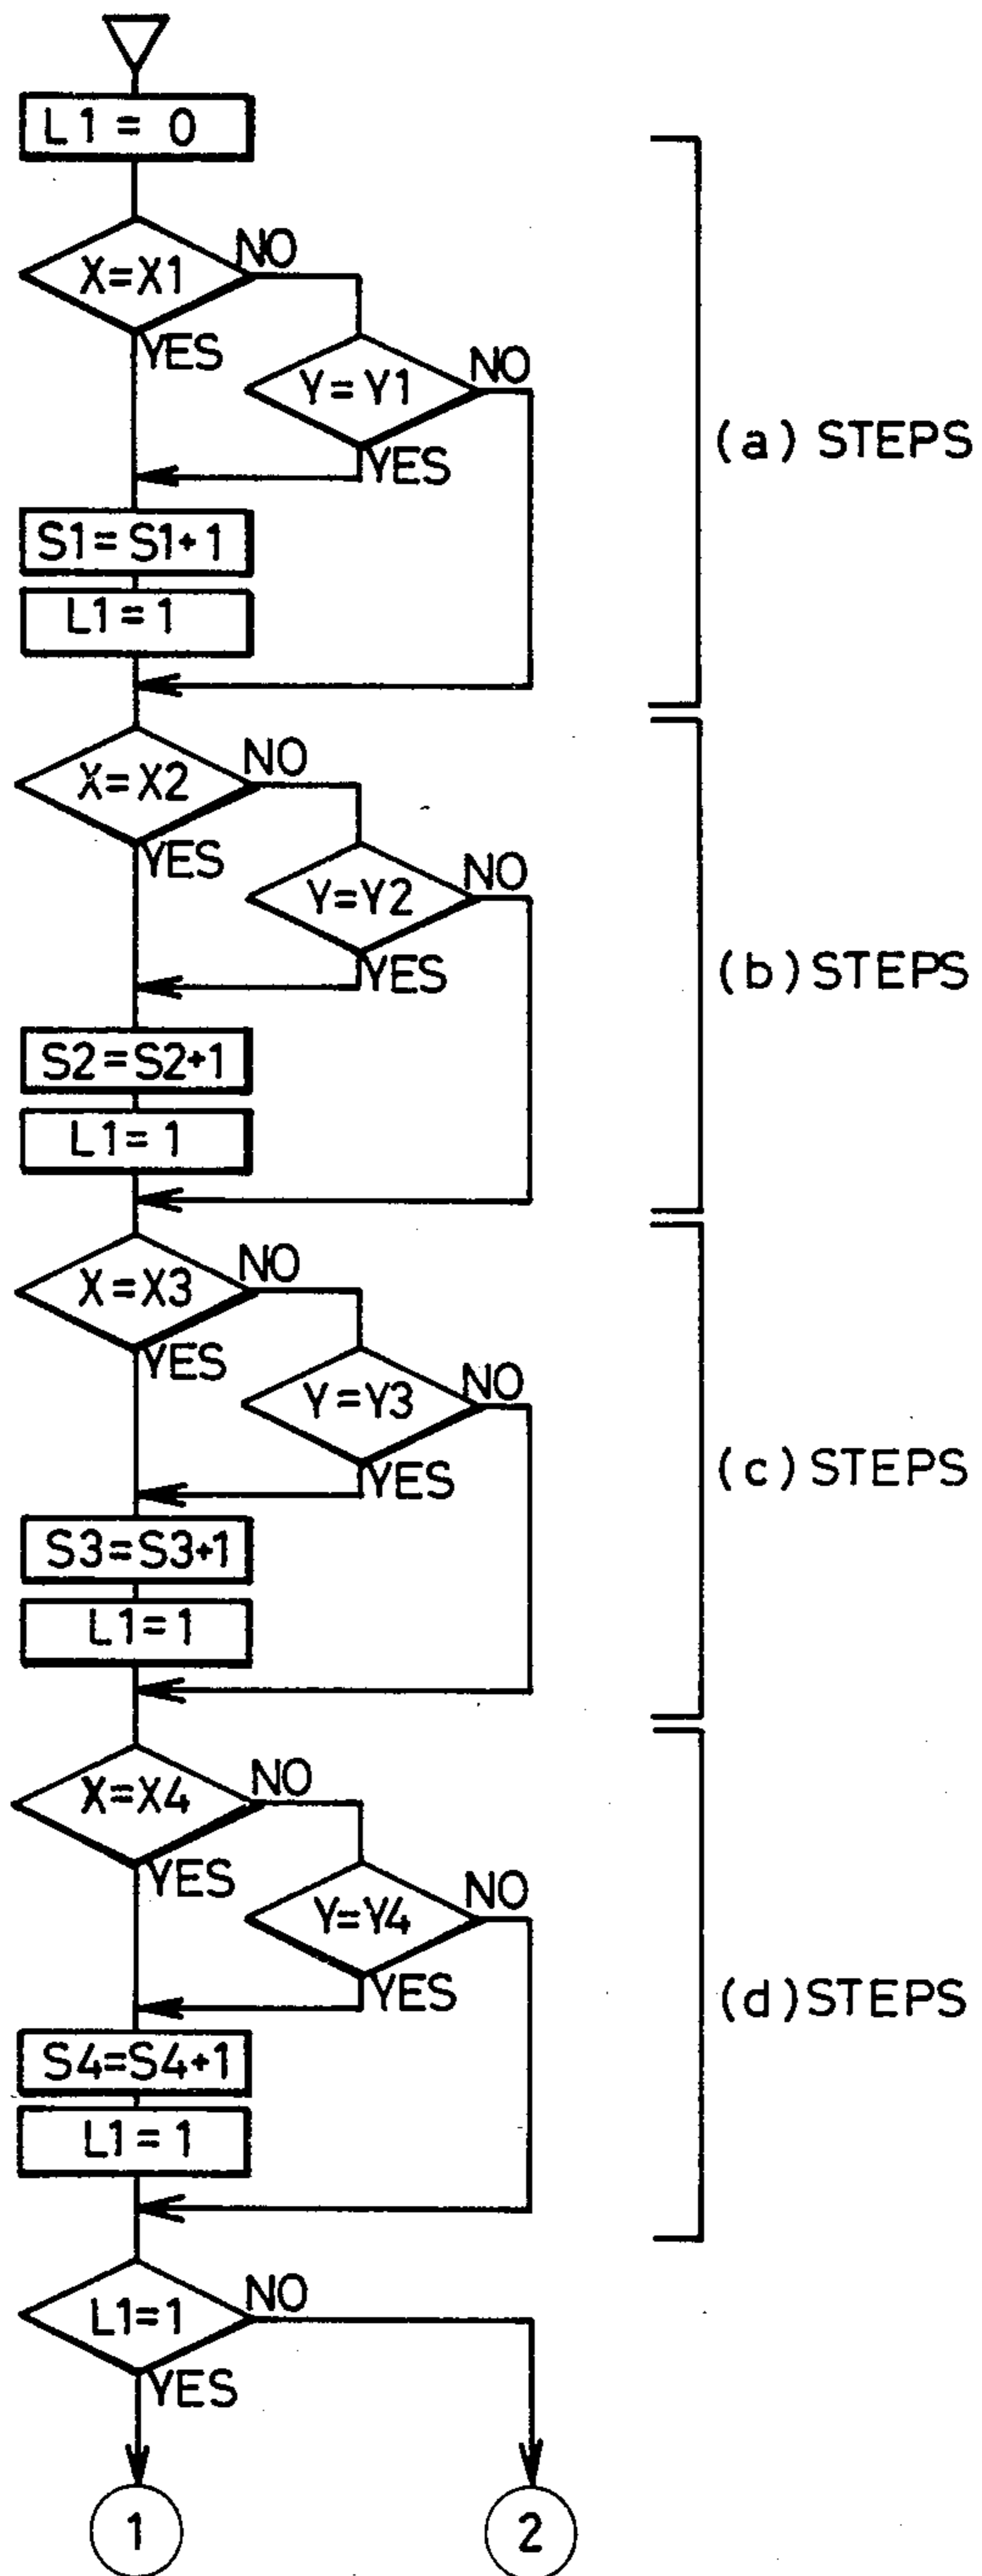 L1 = 0
X=X1
NO
YES
Y=Y1
NO
YES
(a) STEPS
S1=S1+1
L1=1
X=X2
NO
YES
Y=Y2
NO
YES
(b) STEPS
S2=S2+1
L1=1
X=X3
NO
YES
Y=Y3
NO
YES
(c) STEPS
S3=S3+1
L1=1
X=X4
NO
YES
Y=Y4
NO
YES
(d) STEPS
S4=S4+1
L1=1
L1=1
NO
YES
1
2